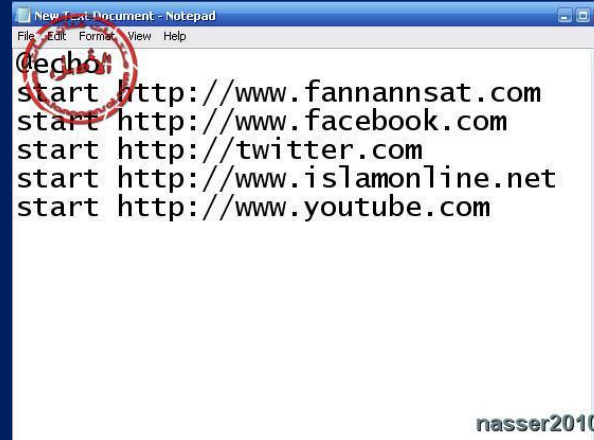 New Text Document - Notepad
File Edit Format View Help
@echo
start http://www.fannannsat.com
start http://www.facebook.com
start http://twitter.com
start http://www.islamonline.net
start http://www.youtube.com
الأصلي
nasser2010